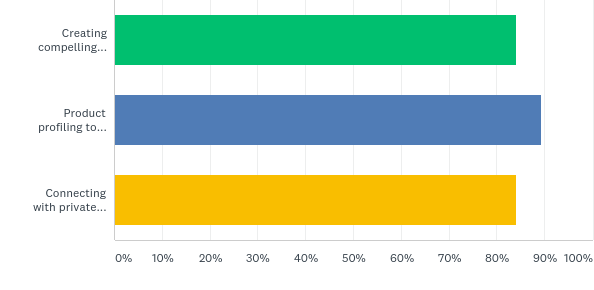 Creating
compelling...
Product
profiling to...
Connecting
with private...
0% 10% 20% 30% 40% 50% 60% 70% 80% 90% 100%